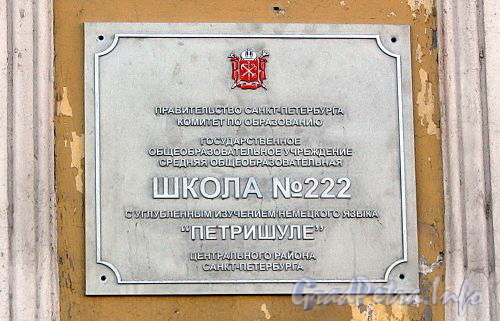 ПРАВИТЕЛЬСТВО САНКТ-ПЕТЕРБУРГА
КОМИТЕТ ПО ОБРАЗОВАНИЮ
ГОСУДАРСТВЕННОЕ
ОБЩЕОБРАЗОВАТЕЛЬНОЕ УЧРЕЖДЕНИЕ
СРЕДНЯЯ ОБЩЕОБРАЗОВАТЕЛЬНАЯ
ШКОЛА №222
С УГЛУБЛЕННЫМ ИЗУЧЕНИЕМ НЕМЕЦКОГО ЯЗЫКА
"ПЕТРИШУЛЕ"
ЦЕНТРАЛЬНОГО РАЙОНА
САНКТ-ПЕТЕРБУРГА
GradPetra.Info